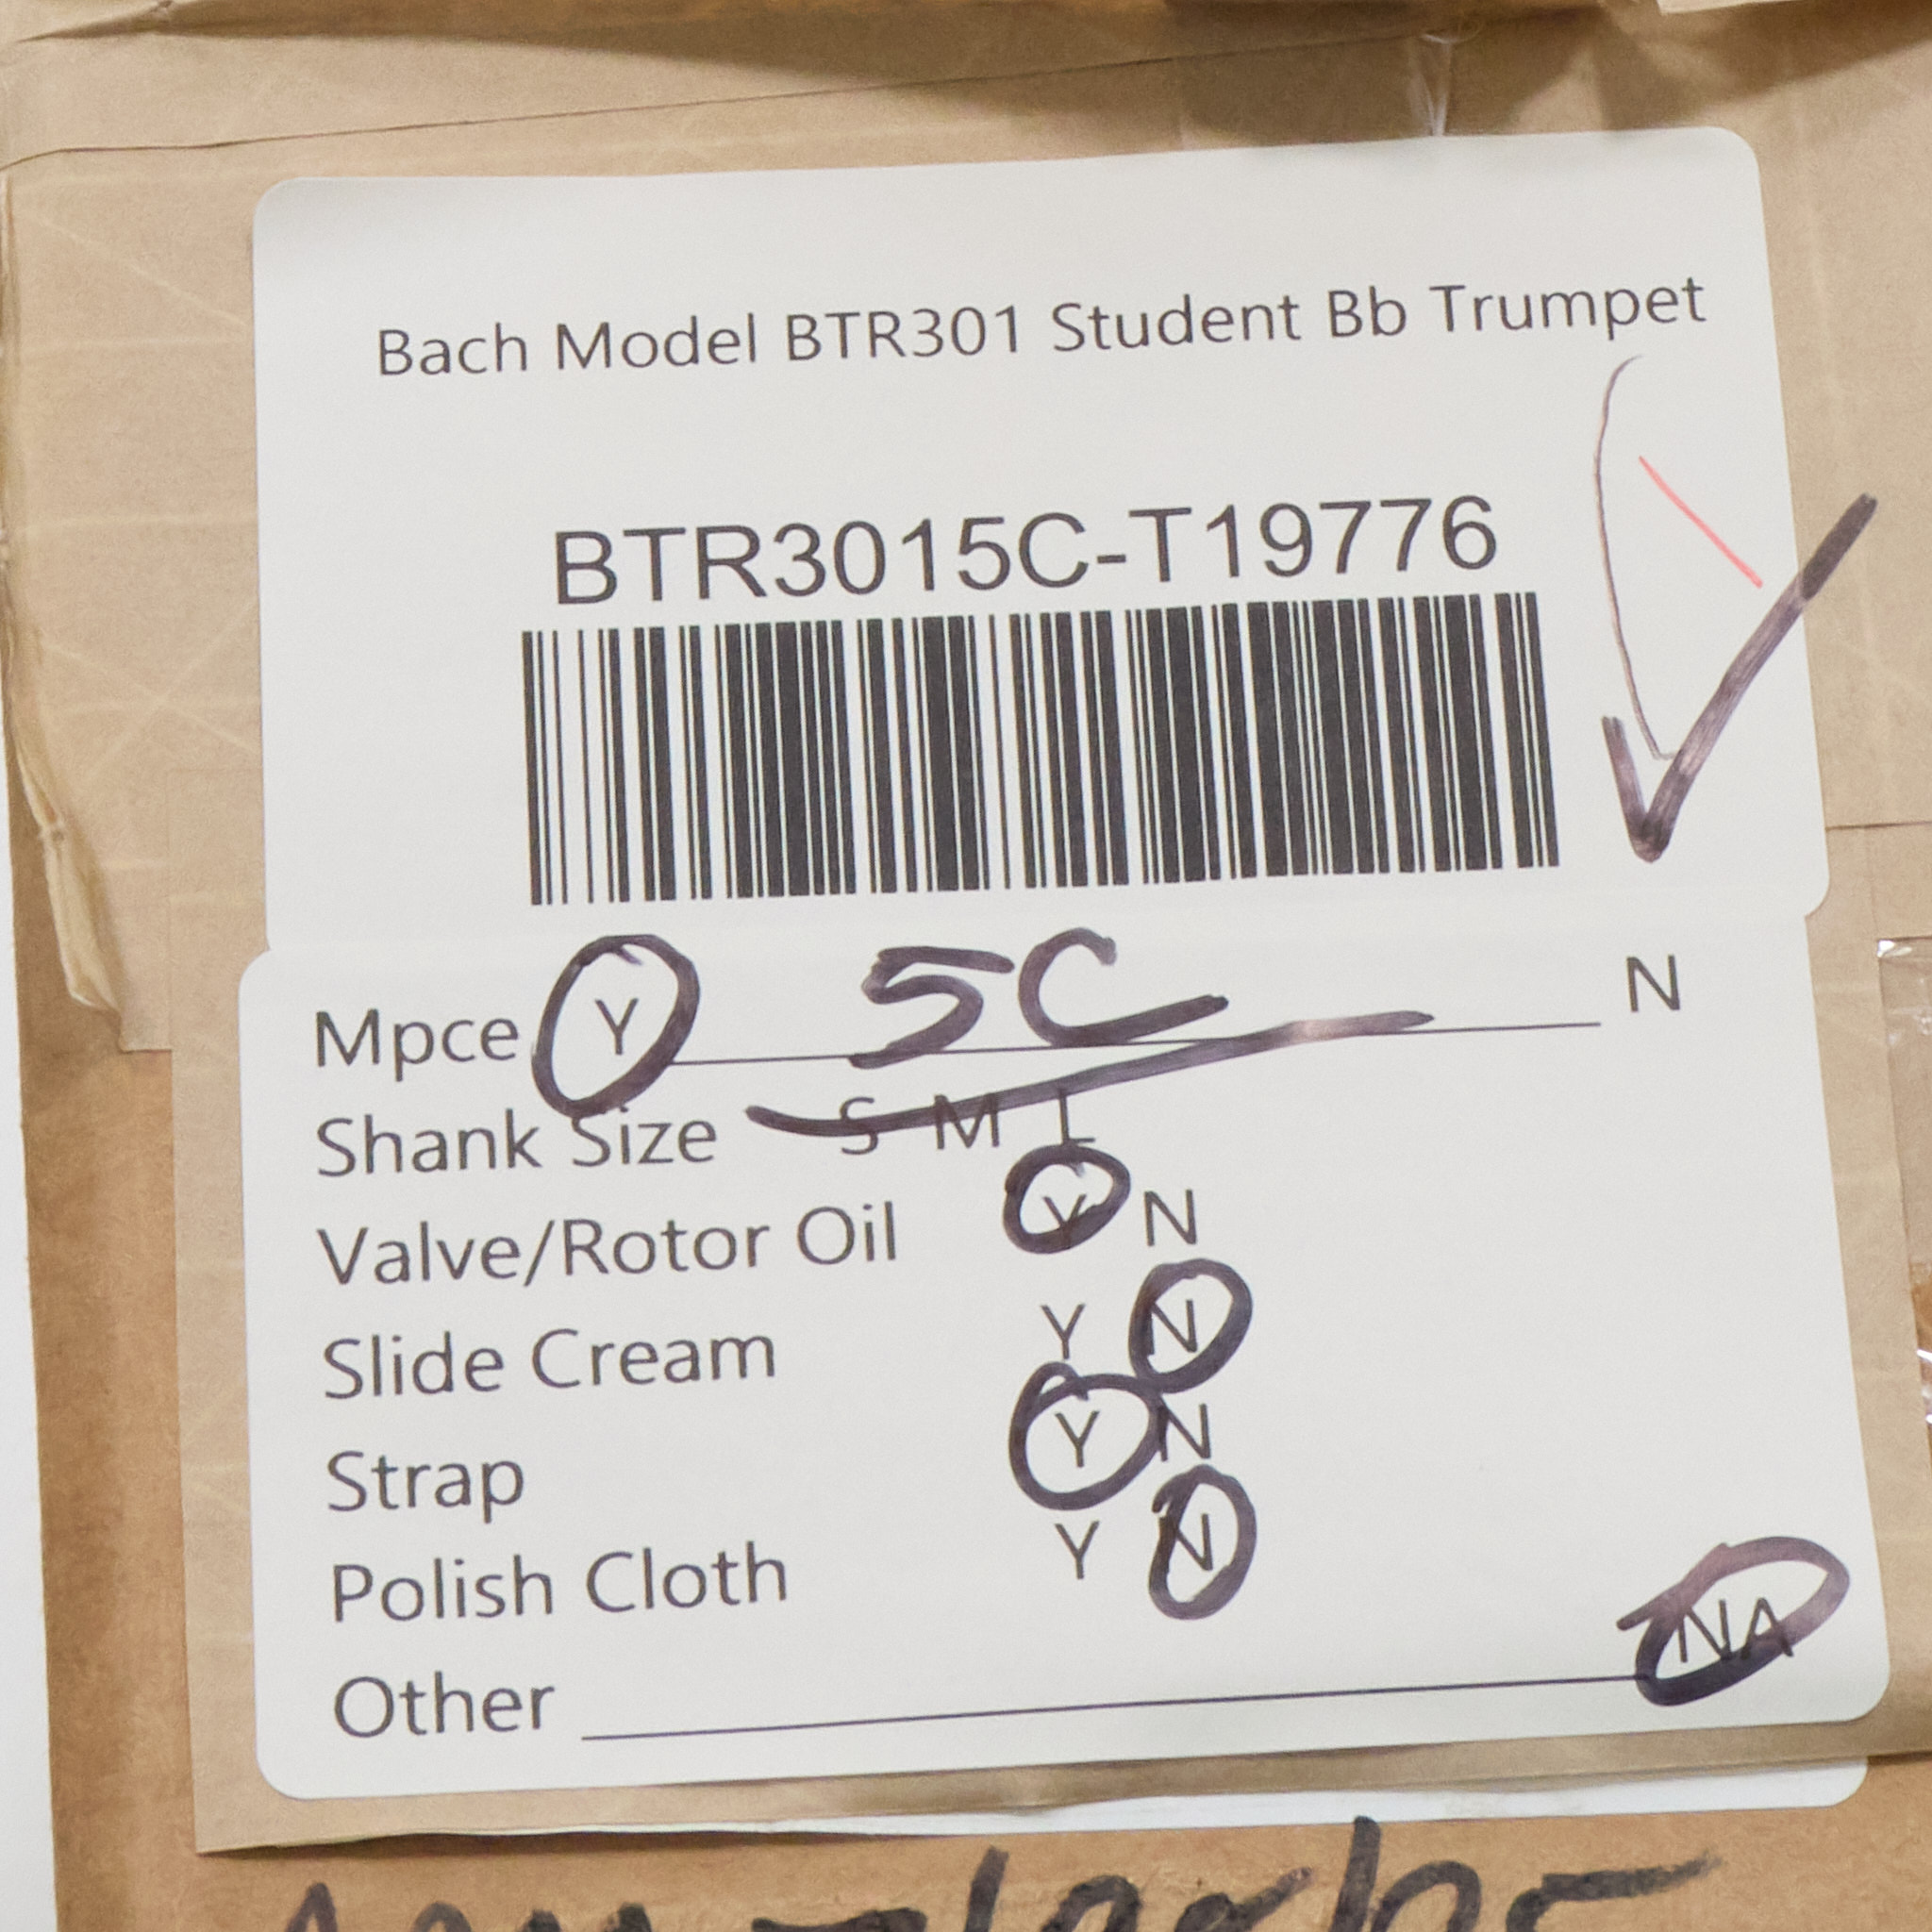 Bach Model BTR301 Student Bb Trumpet
BTR3015C-T19776
Mpce Y 5C N
Shank Size S M L
Valve/Rotor Oil Y N
Slide Cream Y N
Strap Y N
Polish Cloth Y N
Other NA